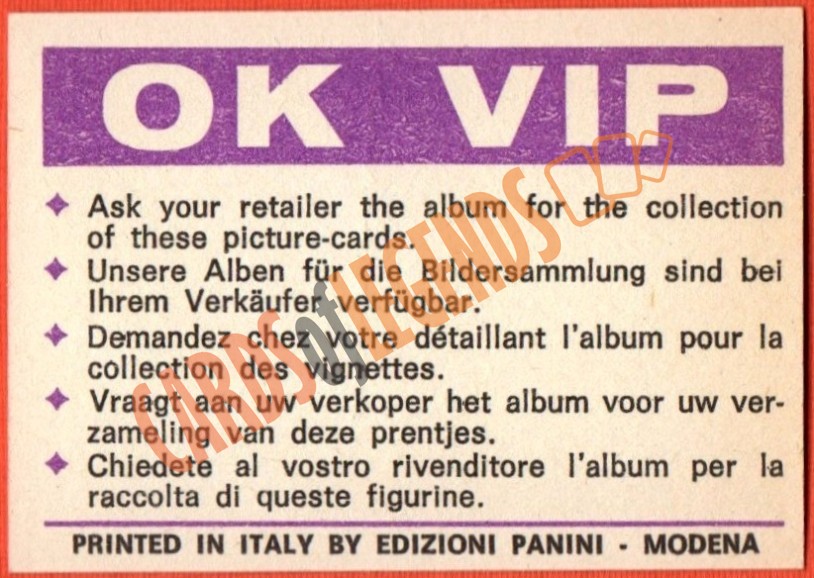 OK VIP
Ask your retailer the album for the collection
of these picture-cards.
Unsere Alben für die Bildersammlung sind bei
Ihrem Verkäufer verfügbar.
Demandez chez votre détaillant l'album pour la
collection des vignettes.
Vraagt aan uw verkoper het album voor uw ver-
zameling van deze prentjes.
Chiedete al vostro rivenditore l'album per la
raccolta di queste figurine.
PRINTED IN ITALY BY EDIZIONI PANINI - MODENA
CARDS of LEGENDS